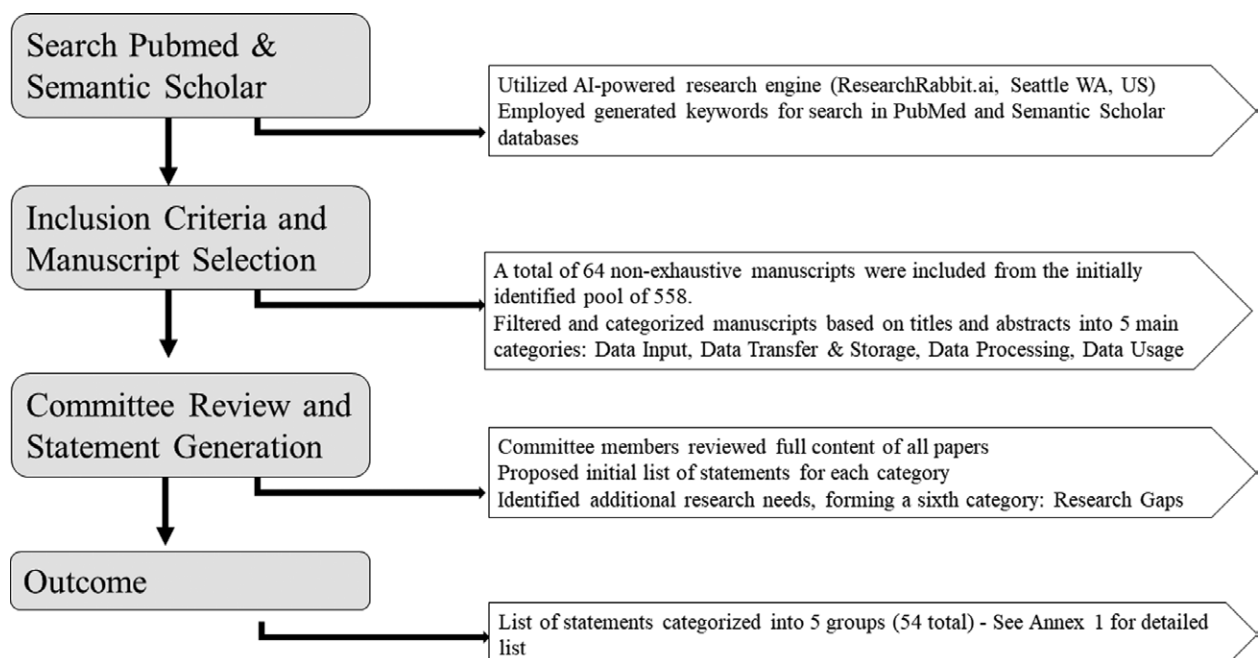 Search Pubmed &
Semantic Scholar
Utilized AI-powered research engine (ResearchRabbit.ai, Seattle WA, US)
Employed generated keywords for search in PubMed and Semantic Scholar
databases
Inclusion Criteria and
Manuscript Selection
A total of 64 non-exhaustive manuscripts were included from the initially
identified pool of 558.
Filtered and categorized manuscripts based on titles and abstracts into 5 main
categories: Data Input, Data Transfer & Storage, Data Processing, Data Usage
Committee Review and
Statement Generation
Committee members reviewed full content of all papers
Proposed initial list of statements for each category
Identified additional research needs, forming a sixth category: Research Gaps
Outcome
List of statements categorized into 5 groups (54 total) - See Annex 1 for detailed
list